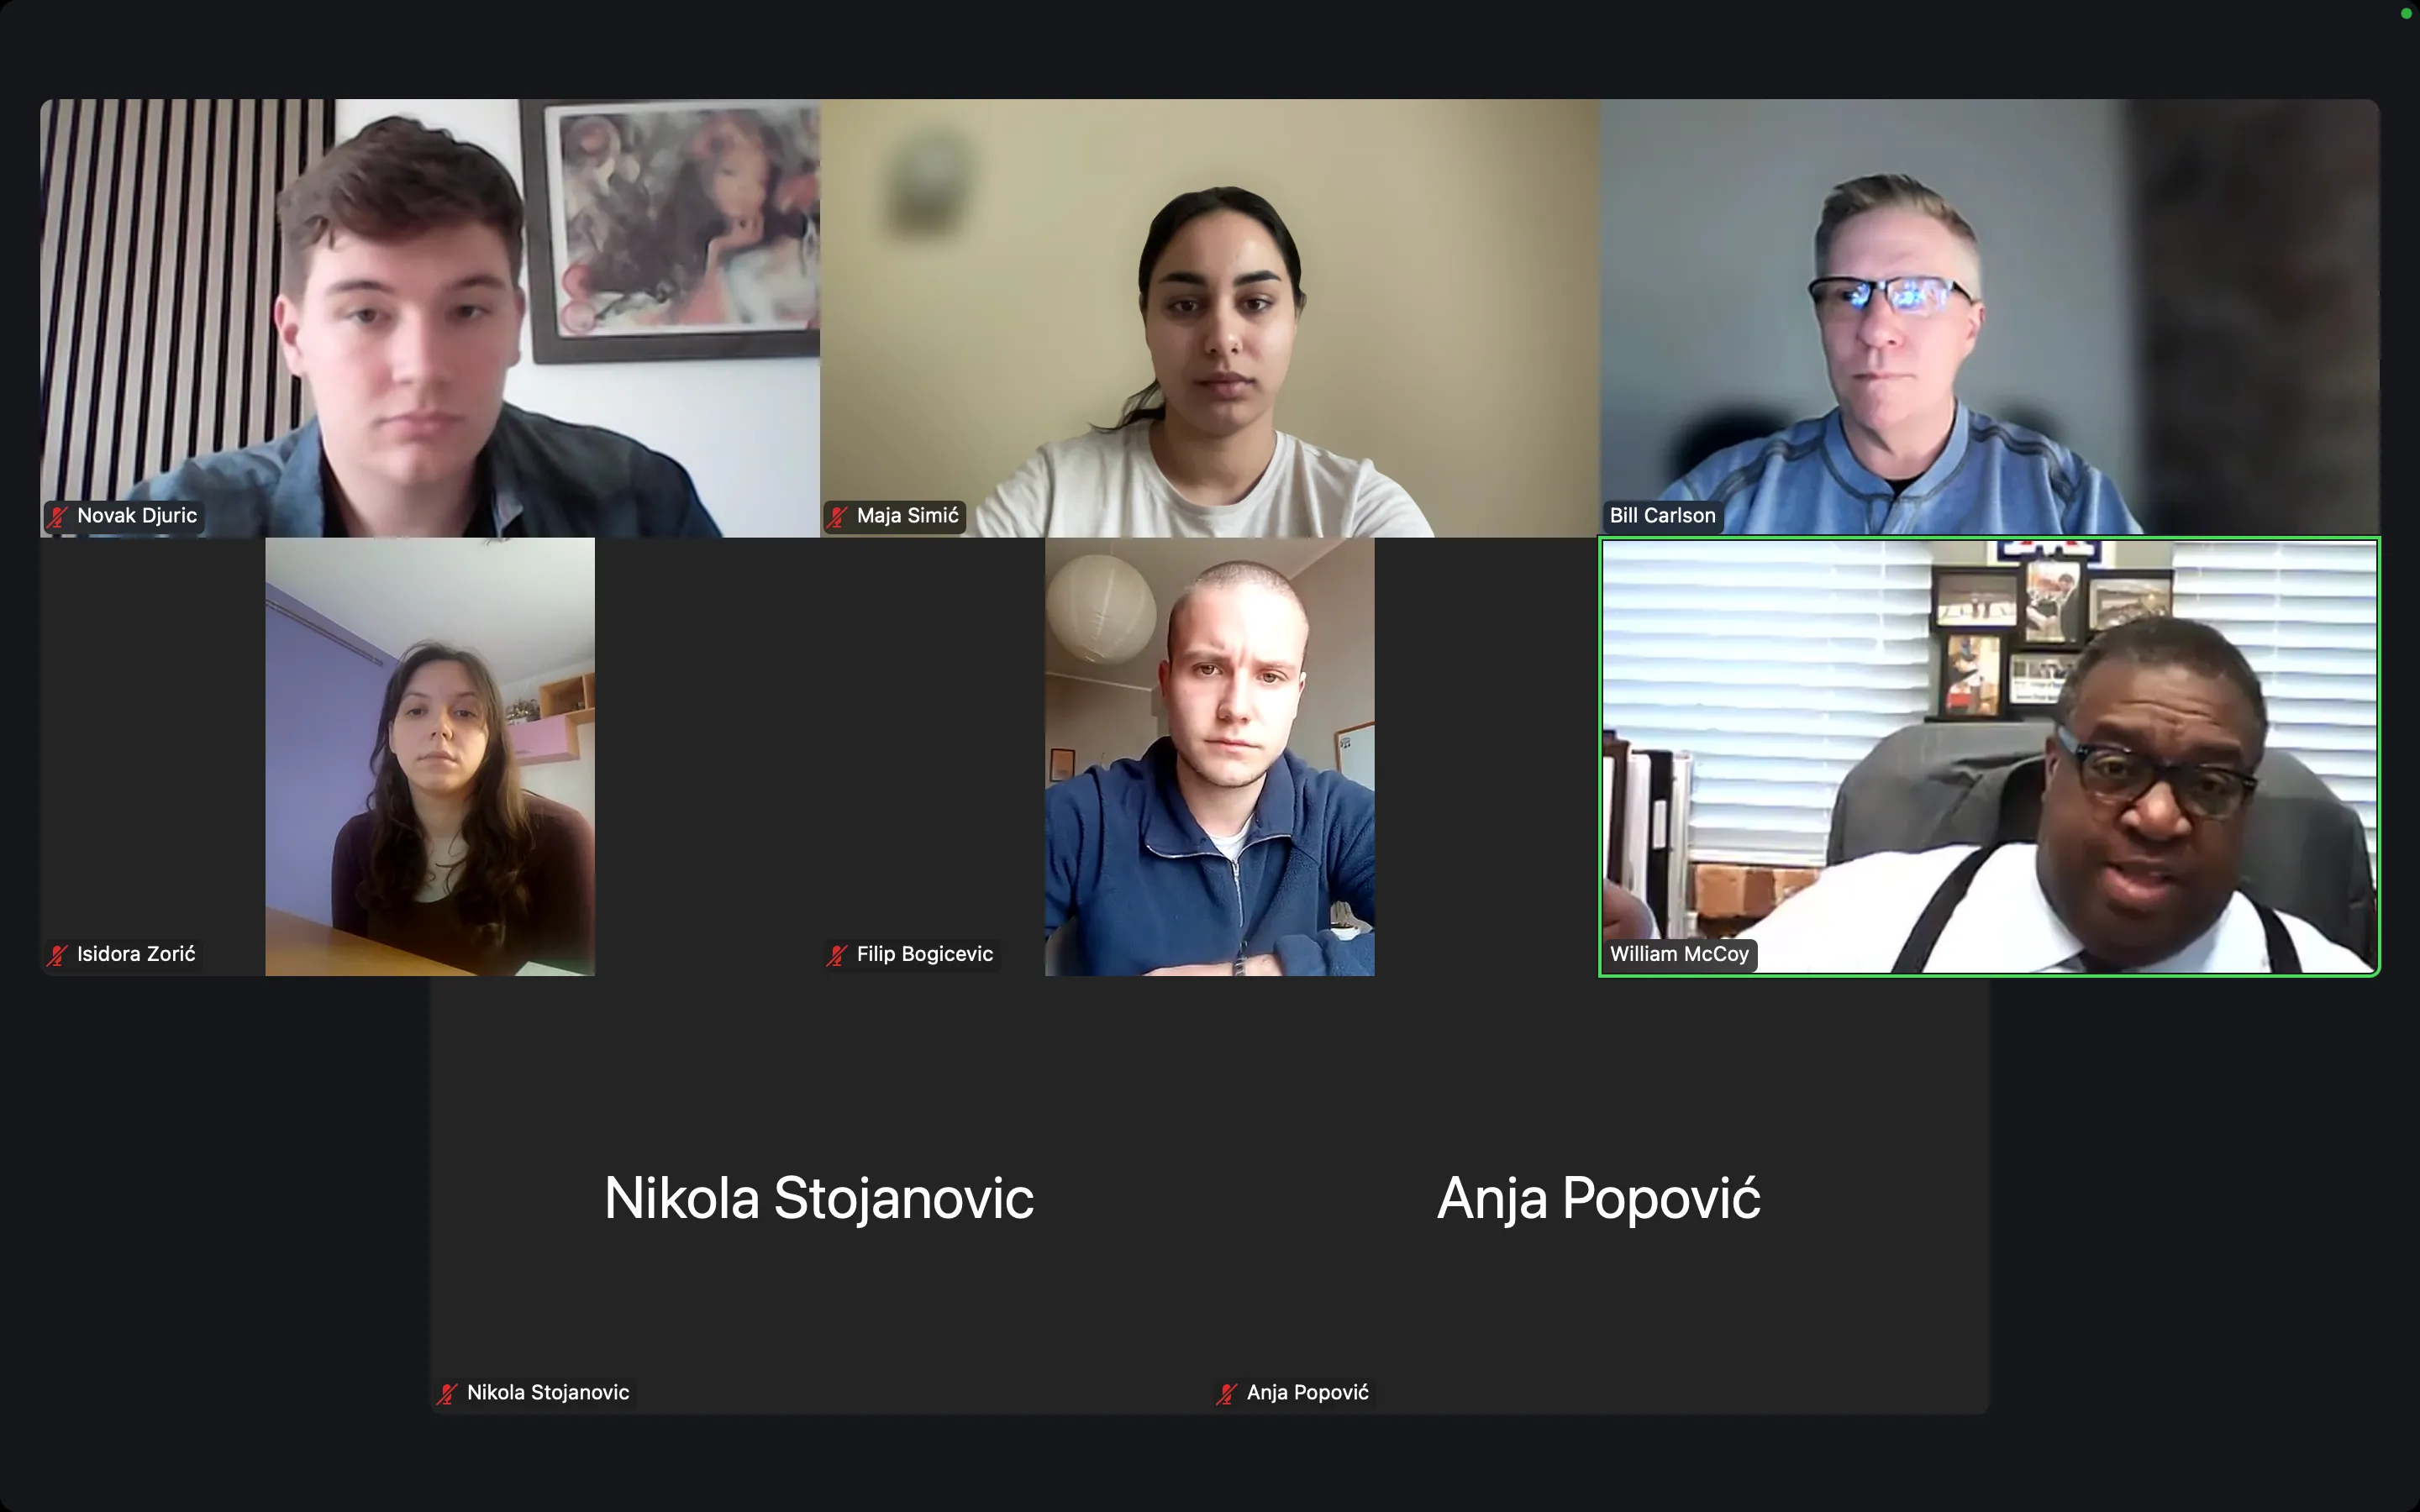 Novak Djuric
Maja Simić
Bill Carlson
Isidora Zorić
Filip Bogicevic
William McCoy
Nikola Stojanovic
Anja Popović
Nikola Stojanovic
Anja Popović